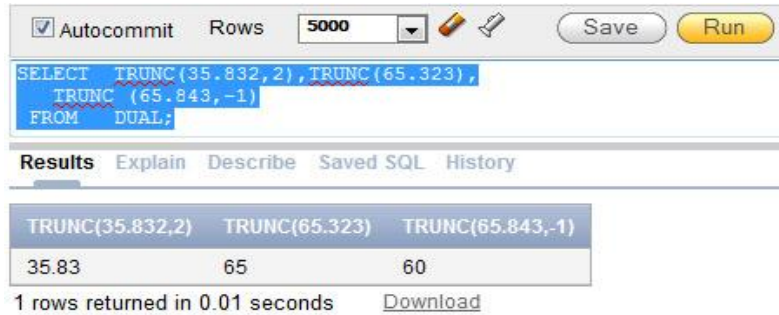 Autocommit Rows 5000 Save Run
SELECT TRUNC(35.832,2),TRUNC(65.323),
TRUNC (65.843,-1)
FROM DUAL;
Results Explain Describe Saved SQL History
TRUNC(35.832,2) TRUNC(65.323) TRUNC(65.843,-1)
35.83 65 60
1 rows returned in 0.01 seconds Download